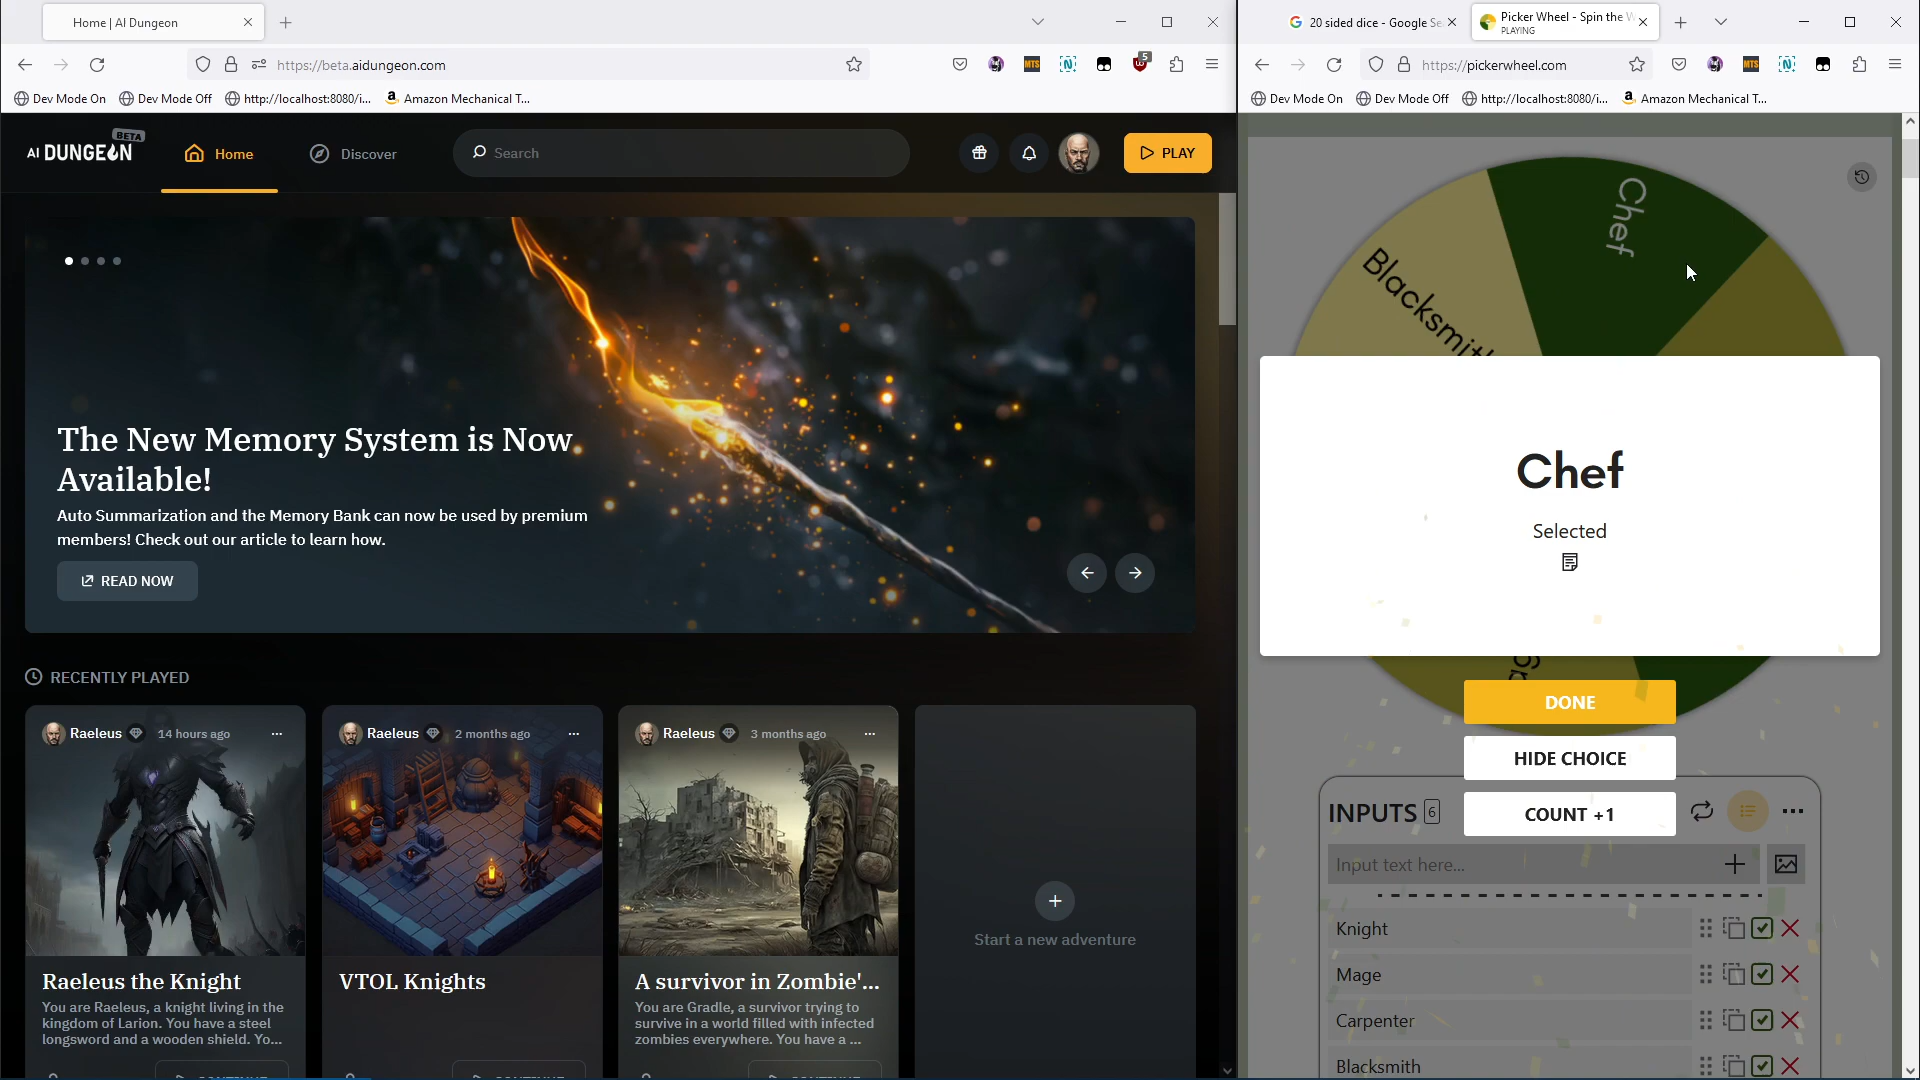 Home | AI Dungeon
20 sided dice - Google Se
Picker Wheel - Spin the W
PLAYING
https://beta.aidungeon.com
5
MTS
https://pickerwheel.com
MTS
Dev Mode On
Dev Mode Off
http://localhost:8080/i...
Amazon Mechanical T...
Dev Mode On
Dev Mode Off
http://localhost:8080/i...
Amazon Mechanical T...
AI DUNGEON
BETA
Home
Discover
Search
PLAY
The New Memory System is Now
Available!
Auto Summarization and the Memory Bank can now be used by premium
members! Check out our article to learn how.
READ NOW
RECENTLY PLAYED
Raeleus
14 hours ago
Raeleus the Knight
You are Raeleus, a knight living in the
kingdom of Larion. You have a steel
longsword and a wooden shield. Yo...
Raeleus
2 months ago
VTOL Knights
Raeleus
3 months ago
A survivor in Zombie'...
You are Gradle, a survivor trying to
survive in a world filled with infected
zombies everywhere. You have a ...
Start a new adventure
Chef
Blacksmith
Chef
Selected
DONE
HIDE CHOICE
COUNT +1
INPUTS 6
Input text here...
Knight
Mage
Carpenter
Blacksmith